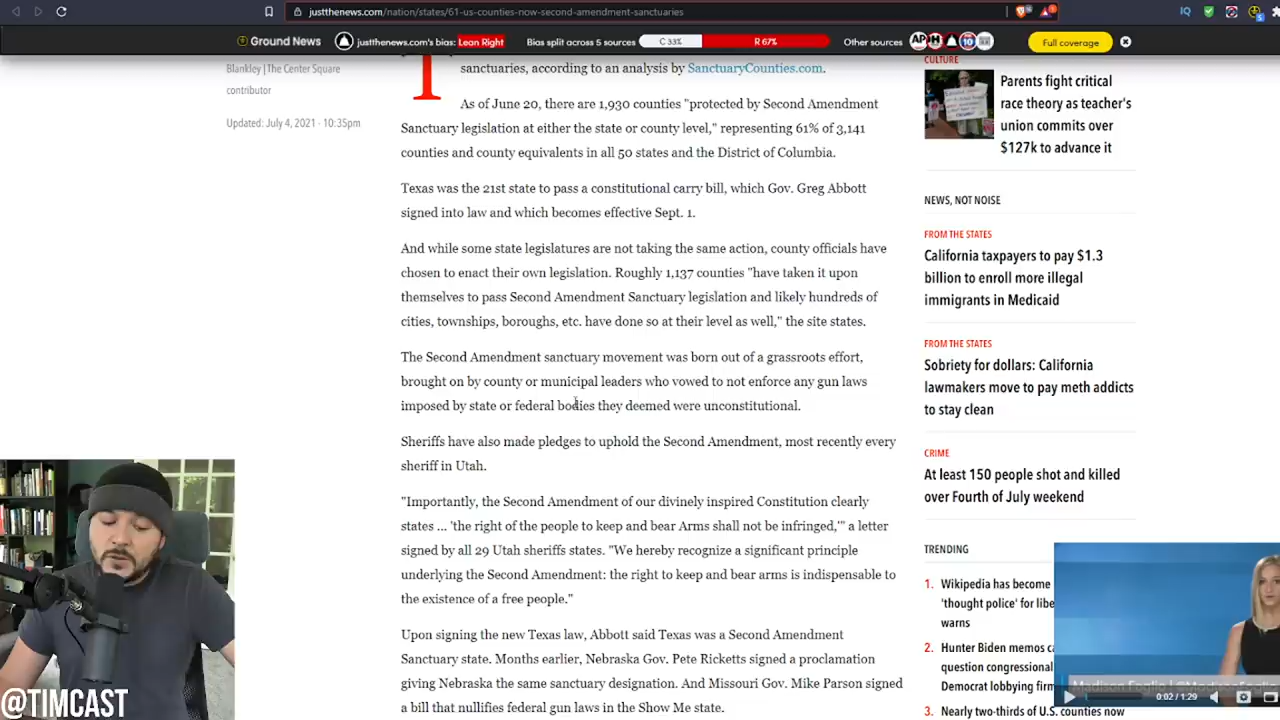 justthenews.com/nation/states/61-us-counties-now-second-amendment-sanctuaries
Ground News
justthenews.com's bias: Lean Right
Bias split across 5 sources
C 33%
R 67%
Other sources
Full coverage
Blankley | The Center Square
contributor
Updated: July 4, 2021 · 10:35pm
sanctuaries, according to an analysis by SanctuaryCounties.com.
As of June 20, there are 1,930 counties "protected by Second Amendment
Sanctuary legislation at either the state or county level," representing 61% of 3,141
counties and county equivalents in all 50 states and the District of Columbia.
Texas was the 21st state to pass a constitutional carry bill, which Gov. Greg Abbott
signed into law and which becomes effective Sept. 1.
And while some state legislatures are not taking the same action, county officials have
chosen to enact their own legislation. Roughly 1,137 counties "have taken it upon
themselves to pass Second Amendment Sanctuary legislation and likely hundreds of
cities, townships, boroughs, etc. have done so at their level as well," the site states.
The Second Amendment sanctuary movement was born out of a grassroots effort,
brought on by county or municipal leaders who vowed to not enforce any gun laws
imposed by state or federal bodies they deemed were unconstitutional.
Sheriffs have also made pledges to uphold the Second Amendment, most recently every
sheriff in Utah.
"Importantly, the Second Amendment of our divinely inspired Constitution clearly
states ... 'the right of the people to keep and bear Arms shall not be infringed,'" a letter
signed by all 29 Utah sheriffs states. "We hereby recognize a significant principle
underlying the Second Amendment: the right to keep and bear arms is indispensable to
the existence of a free people."
Upon signing the new Texas law, Abbott said Texas was a Second Amendment
Sanctuary state. Months earlier, Nebraska Gov. Pete Ricketts signed a proclamation
giving Nebraska the same sanctuary designation. And Missouri Gov. Mike Parson signed
a bill that nullifies federal gun laws in the Show Me state.
CULTURE
Parents fight critical
race theory as teacher's
union commits over
$127k to advance it
NEWS, NOT NOISE
FROM THE STATES
California taxpayers to pay $1.3
billion to enroll more illegal
immigrants in Medicaid
FROM THE STATES
Sobriety for dollars: California
lawmakers move to pay meth addicts
to stay clean
CRIME
At least 150 people shot and killed
over Fourth of July weekend
TRENDING
1. Wikipedia has become
'thought police' for libe
warns
2. Hunter Biden memos ca
question congressional
Democrat lobbying firm
3. Nearly two-thirds of U.S. counties now
0:02 / 1:29
@TIMCAST